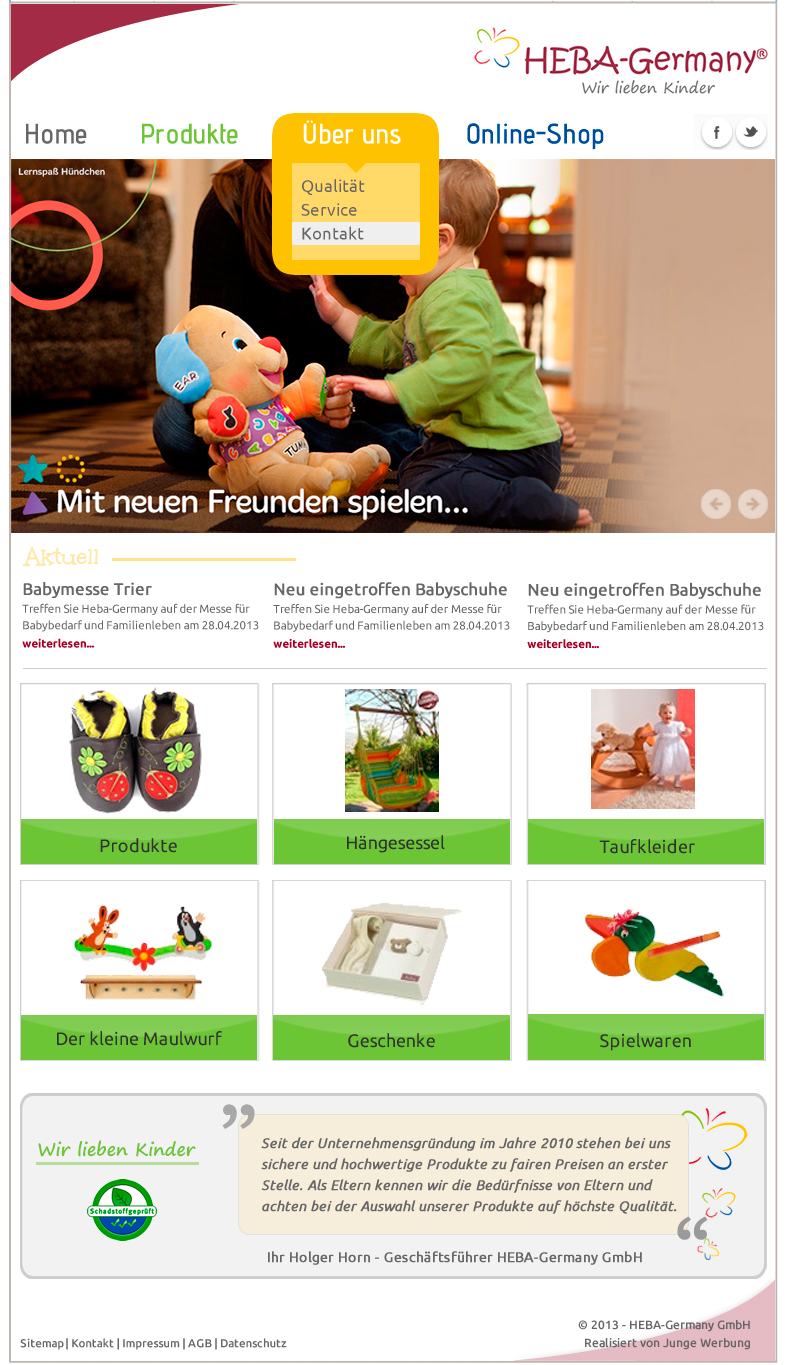 HEBA-Germany®
Wir lieben Kinder
Home Produkte Über uns Online-Shop
Qualität
Service
Kontakt
Lernspaß Hündchen
EAR
TUMMY
Mit neuen Freunden spielen...
Aktuell
Babymesse Trier
Treffen Sie Heba-Germany auf der Messe für
Babybedarf und Familienleben am 28.04.2013
weiterlesen...
Neu eingetroffen Babyschuhe
Treffen Sie Heba-Germany auf der Messe für
Babybedarf und Familienleben am 28.04.2013
weiterlesen...
Neu eingetroffen Babyschuhe
Treffen Sie Heba-Germany auf der Messe für
Babybedarf und Familienleben am 28.04.2013
weiterlesen...
Produkte
Hängesessel
Taufkleider
Der kleine Maulwurf
Geschenke
Spielwaren
Wir lieben Kinder
Schadstoffgeprüft
”
Seit der Unternehmensgründung im Jahre 2010 stehen bei uns
sichere und hochwertige Produkte zu fairen Preisen an erster
Stelle. Als Eltern kennen wir die Bedürfnisse von Eltern und
achten bei der Auswahl unserer Produkte auf höchste Qualität.
“
Ihr Holger Horn - Geschäftsführer HEBA-Germany GmbH
© 2013 - HEBA-Germany GmbH
Sitemap | Kontakt | Impressum | AGB | Datenschutz
Realisiert von Junge Werbung